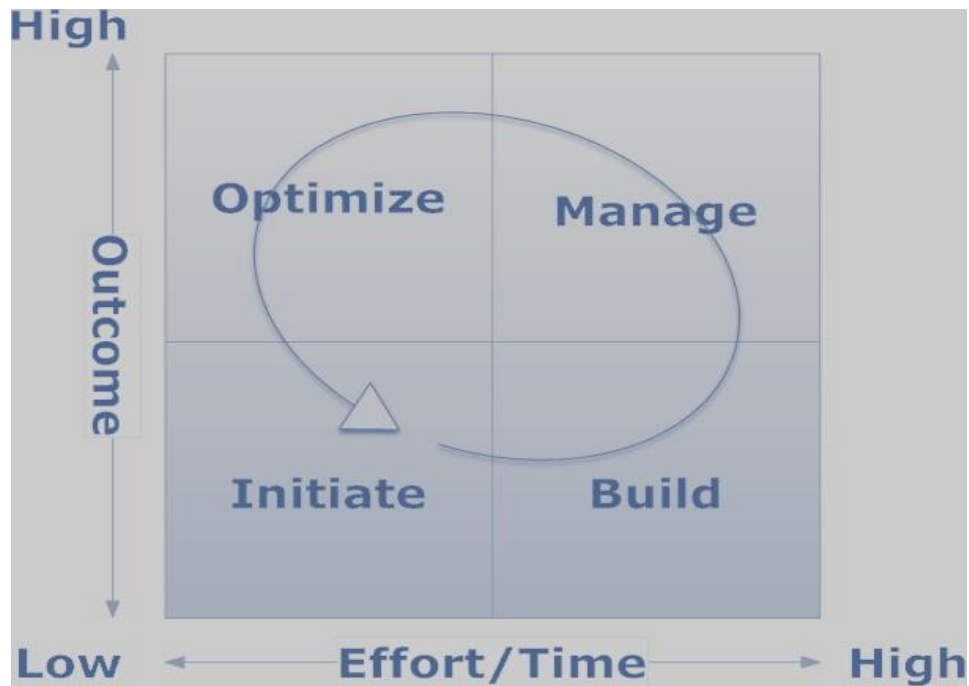 High
Optimize
Manage
Outcome
Initiate
Build
Low
Effort/Time
High